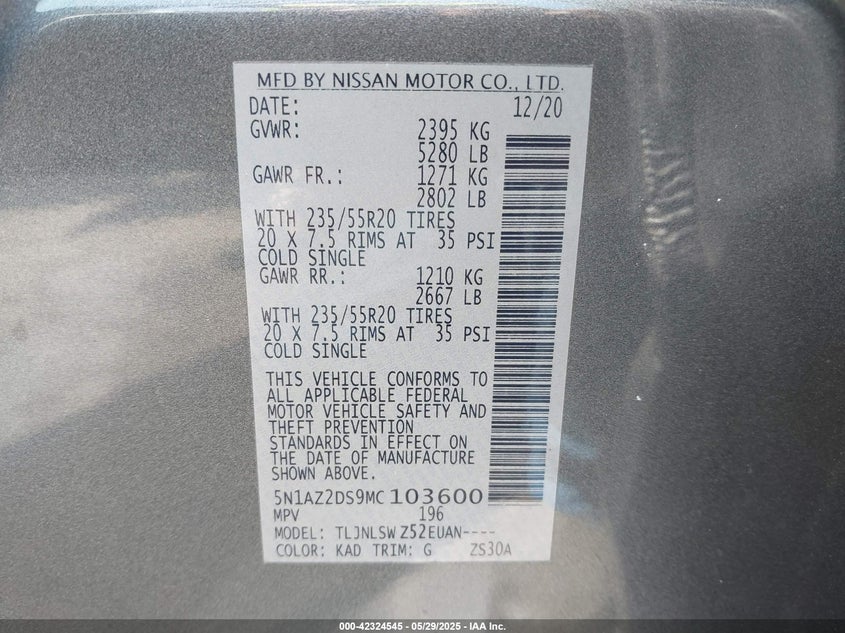 MFD BY NISSAN MOTOR CO., LTD.
DATE: 12/20
GVWR: 2395 KG
5280 LB
GAWR FR.: 1271 KG
2802 LB
WITH 235/55R20 TIRES
20 X 7.5 RIMS AT 35 PSI
COLD SINGLE
GAWR RR.: 1210 KG
2667 LB
WITH 235/55R20 TIRES
20 X 7.5 RIMS AT 35 PSI
COLD SINGLE
THIS VEHICLE CONFORMS TO
ALL APPLICABLE FEDERAL
MOTOR VEHICLE SAFETY AND
THEFT PREVENTION
STANDARDS IN EFFECT ON
THE DATE OF MANUFACTURE
SHOWN ABOVE.
5N1AZ2DS9MC103600
MPV 196
MODEL: TLJNLSW Z52EUAN----
COLOR: KAD TRIM: G ZS30A
000-42324545 - 05/29/2025 - IAA Inc.